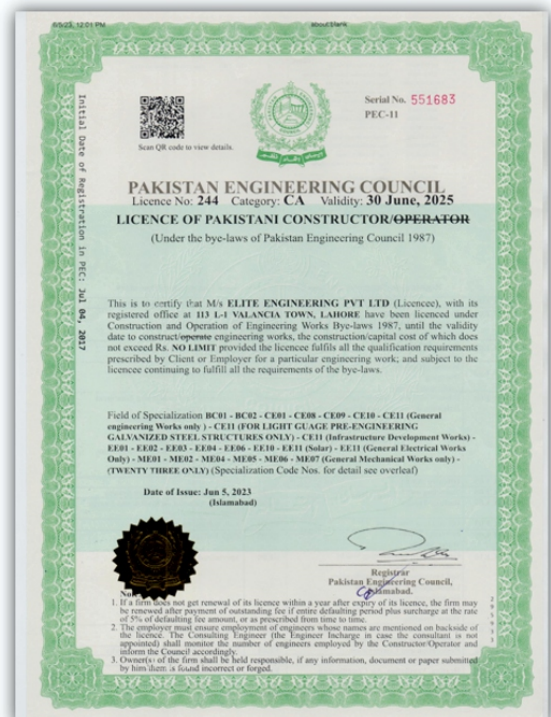 6/5/23, 12:01 PM
about:blank
Initial Date of Registration in PEC: Jul 04, 2017
Scan QR code to view details.
Serial No. 551683
PEC-11
PAKISTAN ENGINEERING COUNCIL
Licence No: 244 Category: CA Validity: 30 June, 2025
LICENCE OF PAKISTANI CONSTRUCTOR/OPERATOR
(Under the bye-laws of Pakistan Engineering Council 1987)
This is to certify that M/s ELITE ENGINEERING PVT LTD (Licencee), with its
registered office at 113 L-1 VALANCIA TOWN, LAHORE have been licenced under
Construction and Operation of Engineering Works Bye-laws 1987, until the validity
date to construct/operate engineering works, the construction/capital cost of which does
not exceed Rs. NO LIMIT provided the licencee fulfils all the qualification requirements
prescribed by Client or Employer for a particular engineering work; and subject to the
licencee continuing to fulfill all the requirements of the bye-laws.
Field of Specialization BC01 - BC02 - CE01 - CE08 - CE09 - CE10 - CE11 (General
engineering Works only ) - CE11 (FOR LIGHT GUAGE PRE-ENGINEERING
GALVANIZED STEEL STRUCTURES ONLY) - CE11 (Infrastructure Development Works) -
EE01 - EE02 - EE03 - EE04 - EE06 - EE10 - EE11 (Solar) - EE11 (General Electrical Works
Only) - ME01 - ME02 - ME04 - ME05 - ME06 - ME07 (General Mechanical Works only) -
(TWENTY THREE ONLY) (Specialization Code Nos. for detail see overleaf)
Date of Issue: Jun 5, 2023
(Islamabad)
Registrar
Pakistan Engineering Council,
Islamabad.
1. If a firm does not get renewal of its licence within a year after expiry of its licence, the firm may
be renewed after payment of outstanding fee if entire defaulting period plus surcharge at the rate
of 5% of defaulting fee amount, or as prescribed from time to time.
2. The employer must ensure employment of engineers whose names are mentioned on backside of
the licence. The Consulting Engineer (the Engineer Incharge in case the consultant is not
appointed) shall monitor the number of engineers employed by the Constructor/Operator and
inform the Council accordingly.
3. Owner(s) of the firm shall be held responsible, if any information, document or paper submitted
by him/them is found incorrect or forged.